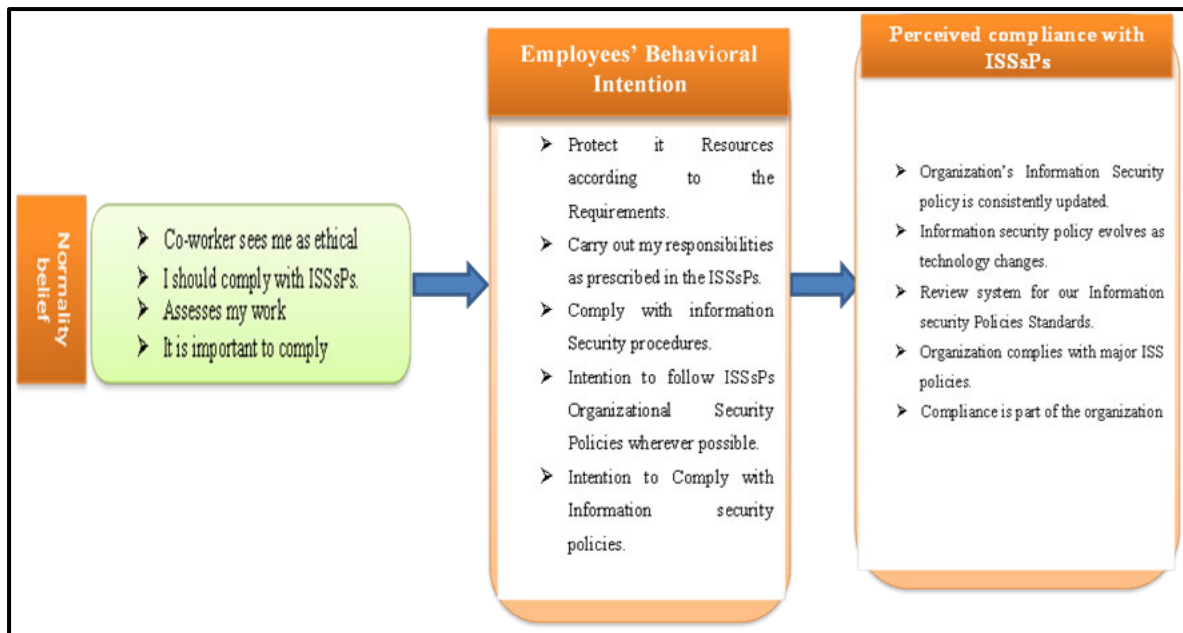 Normality
belief
Co-worker sees me as ethical
I should comply with ISSsPs.
Assesses my work
It is important to comply
Employees' Behavioral
Intention
Protect it Resources
according to the
Requirements.
Carry out my responsibilities
as prescribed in the ISSsPs.
Comply with information
Security procedures.
Intention to follow ISSsPs
Organizational Security
Policies wherever possible.
Intention to Comply with
Information security
policies.
Perceived compliance with
ISSsPs
Organization's Information Security
policy is consistently updated.
Information security policy evolves as
technology changes.
Review system for our Information
security Policies Standards.
Organization complies with major ISS
policies.
Compliance is part of the organization